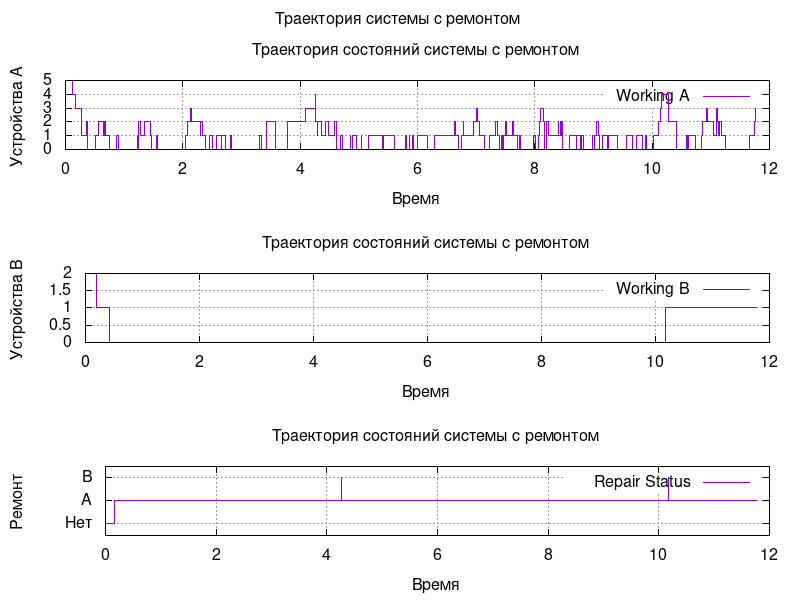 Траектория системы с ремонтом
Траектория состояний системы с ремонтом
Устройства A
5
4
3
2
1
0
Working A
0 2 4 6 8 10 12
Время
Траектория состояний системы с ремонтом
Устройства B
2
1.5
1
0.5
0
Working B
0 2 4 6 8 10 12
Время
Траектория состояний системы с ремонтом
Ремонт
B
A
Нет
Repair Status
0 2 4 6 8 10 12
Время